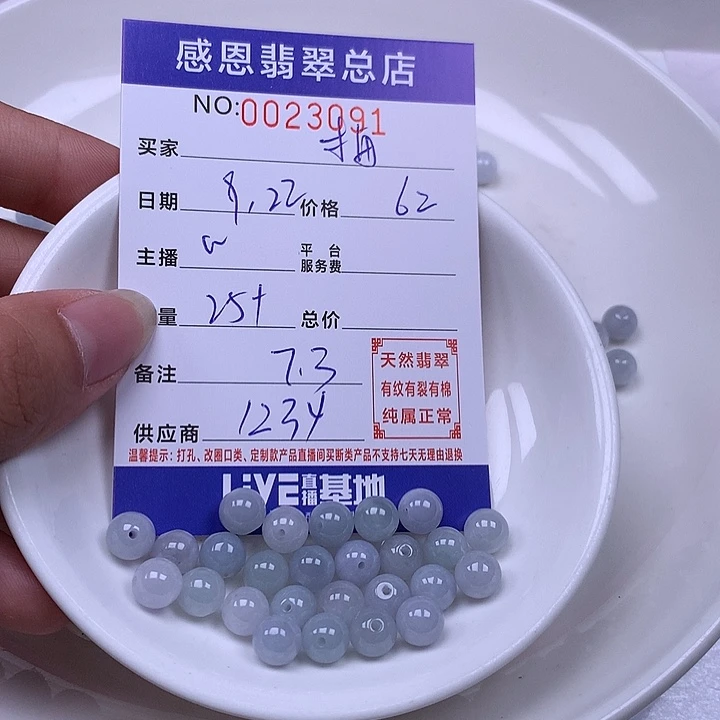 感恩翡翠总店
NO:0023091
买家
日期 8.22 价格 62
主播 平台服务费
量 25+ 总价
备注 7.3
天然翡翠
有纹有裂有棉
纯属正常
供应商 1234
温馨提示：打孔、改圈口类、定制款产品直播间买断类产品不支持七天无理由退换
LIVE直播基地